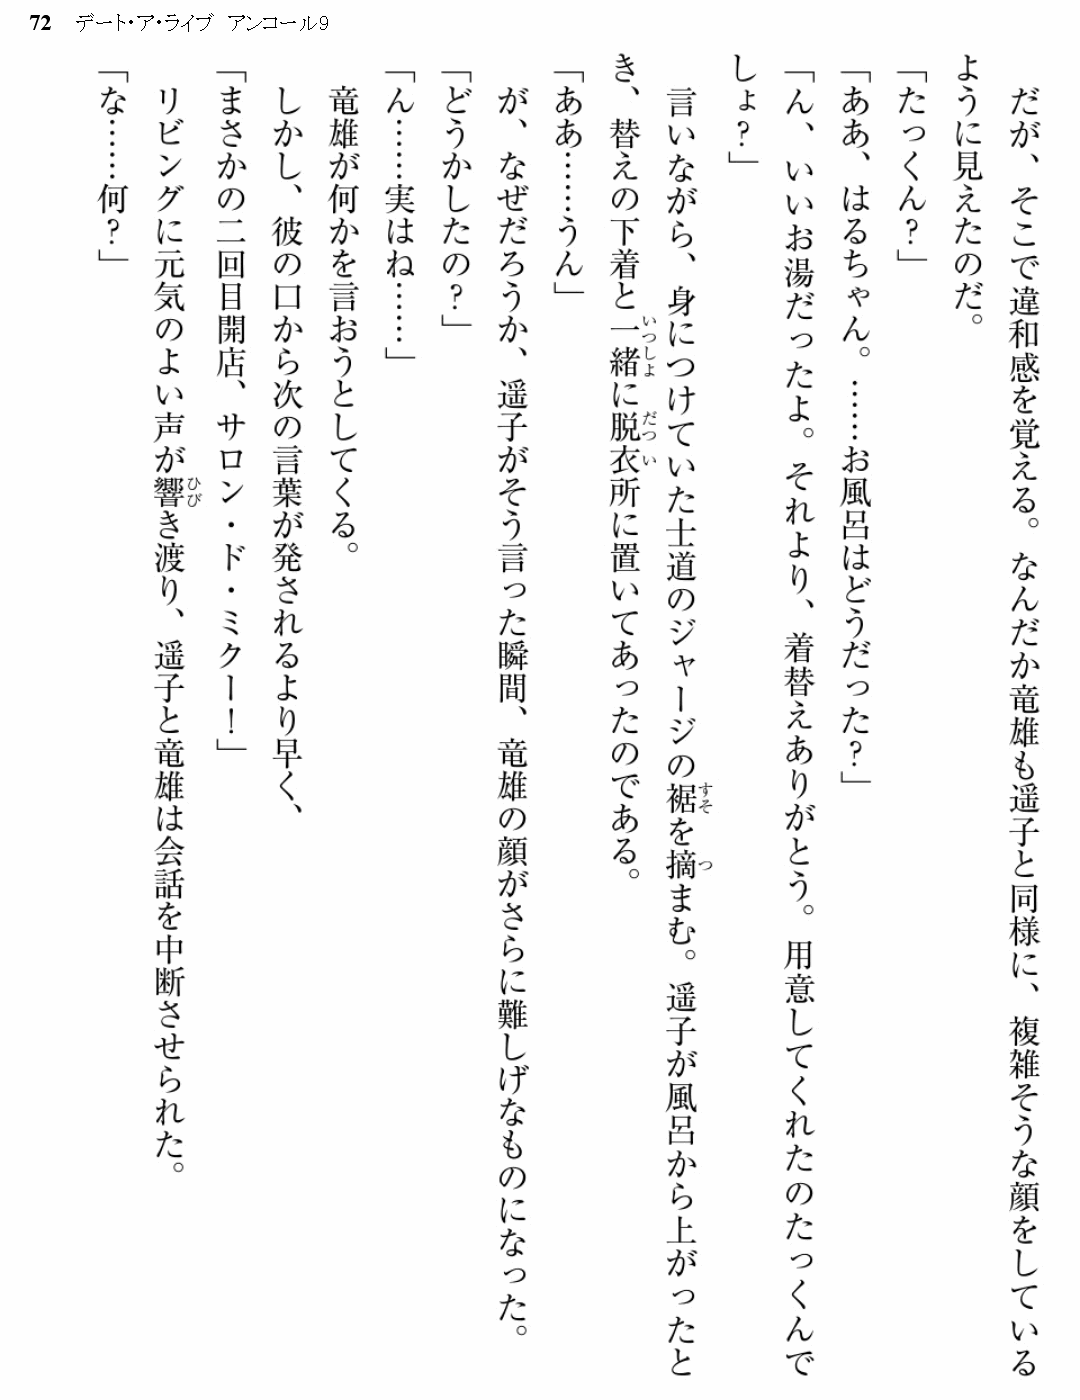 72 デート・ア・ライブ アンコール9
だが、そこで違和感を覚える。なんだか竜雄も遥子と同様に、複雑そうな顔をしている
ように見えたのだ。
「たっくん？」
「ああ、はるちゃん。……お風呂はどうだった？」
「ん、いいお湯だったよ。それより、着替えありがとう。用意してくれたのたっくんで
しょ？」
言いながら、身につけていた士道のジャージの裾を摘まむ。遥子が風呂から上がったと
き、替えの下着と一緒に脱衣所に置いてあったのである。
「ああ……うん」
が、なぜだろうか、遥子がそう言った瞬間、竜雄の顔がさらに難しげなものになった。
「どうかしたの？」
「ん……実はね……」
竜雄が何かを言おうとしてくる。
しかし、彼の口から次の言葉が発されるより早く、
「まさかの二回目開店、サロン・ド・ミクー！」
リビングに元気のよい声が響き渡り、遥子と竜雄は会話を中断させられた。
「な……何？」